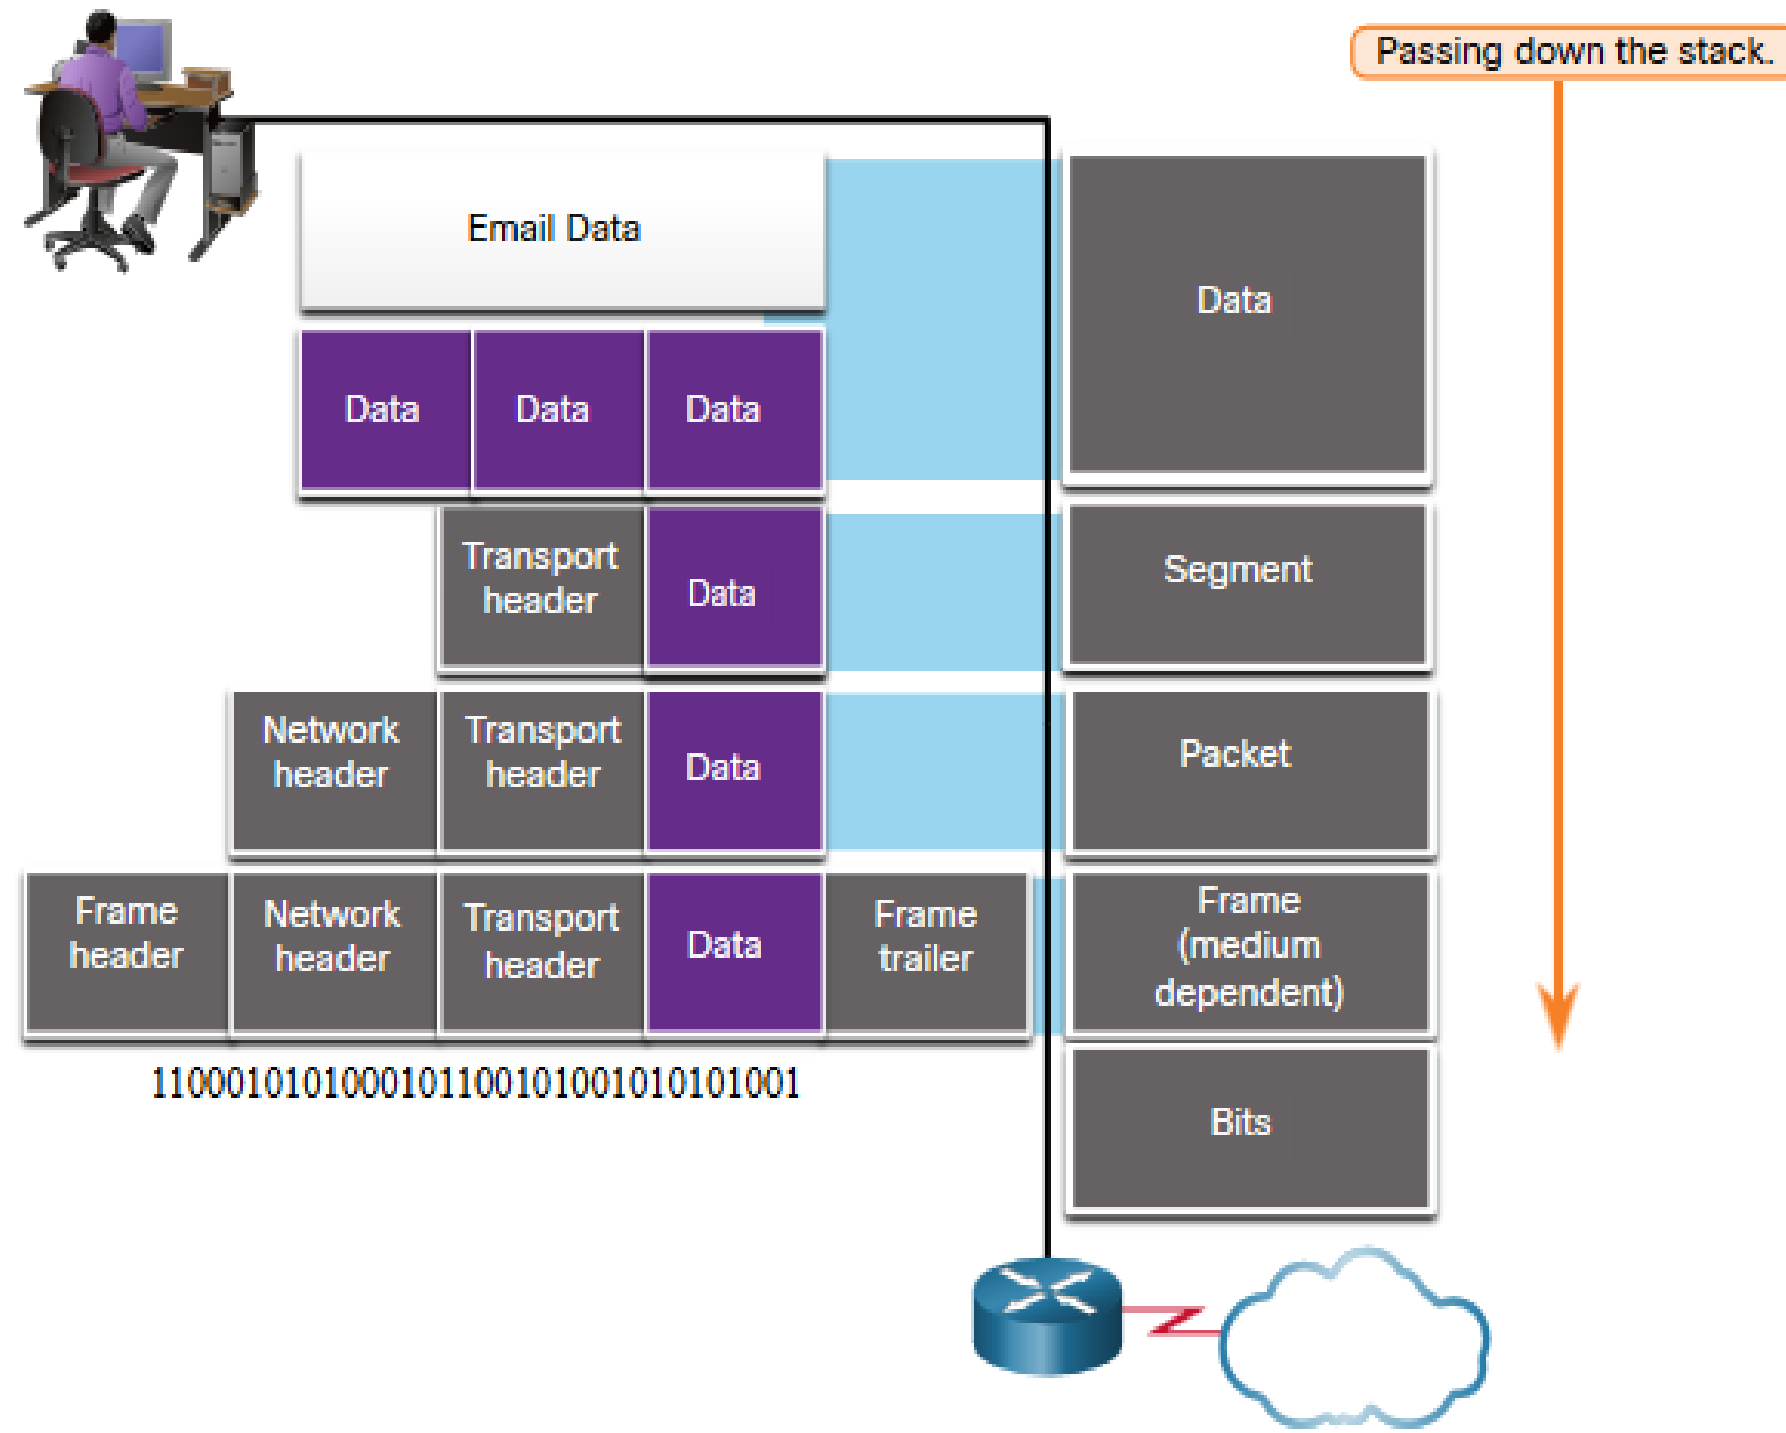 Passing down the stack.
Email Data
Data
Data
Data
Data
Transport
header
Data
Segment
Network
header
Transport
header
Data
Packet
Frame
header
Network
header
Transport
header
Data
Frame
trailer
Frame
(medium
dependent)
1100010101000101100101001010101001
Bits